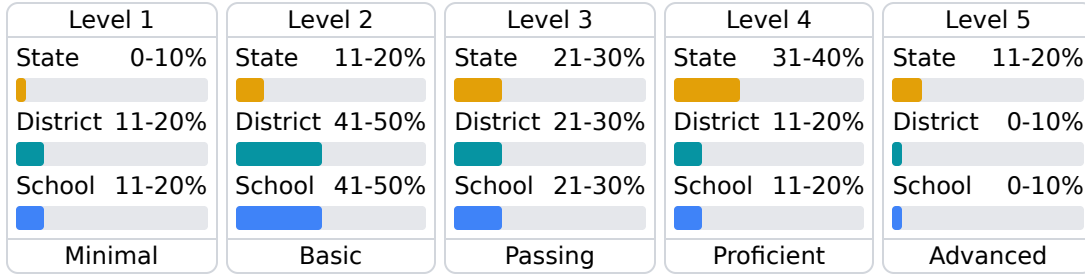 Level 1
State 0-10%
District 11-20%
School 11-20%
Minimal
Level 2
State 11-20%
District 41-50%
School 41-50%
Basic
Level 3
State 21-30%
District 21-30%
School 21-30%
Passing
Level 4
State 31-40%
District 11-20%
School 11-20%
Proficient
Level 5
State 11-20%
District 0-10%
School 0-10%
Advanced